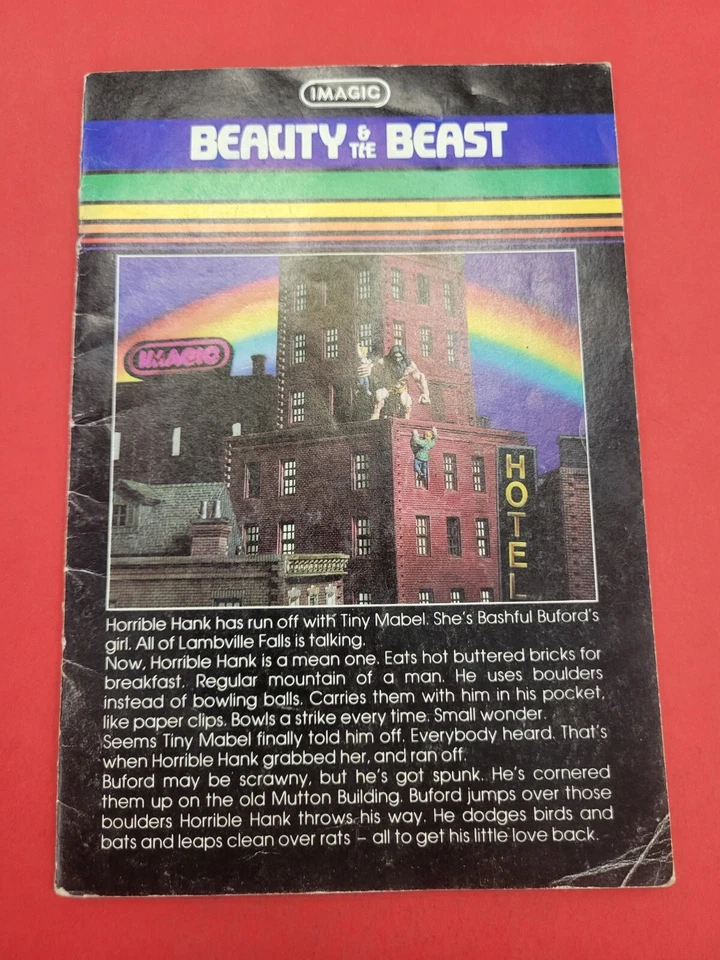 IMAGIC
BEAUTY & THE BEAST
IMAGIC
HOTEL
Horrible Hank has run off with Tiny Mabel. She's Bashful Buford's
girl. All of Lambville Falls is talking.
Now, Horrible Hank is a mean one. Eats hot buttered bricks for
breakfast. Regular mountain of a man. He uses boulders
instead of bowling balls. Carries them with him in his pocket,
like paper clips. Bowls a strike every time. Small wonder.
Seems Tiny Mabel finally told him off. Everybody heard. That's
when Horrible Hank grabbed her, and ran off.
Buford may be scrawny, but he's got spunk. He's cornered
them up on the old Mutton Building. Buford jumps over those
boulders Horrible Hank throws his way. He dodges birds and
bats and leaps clean over rats – all to get his little love back.